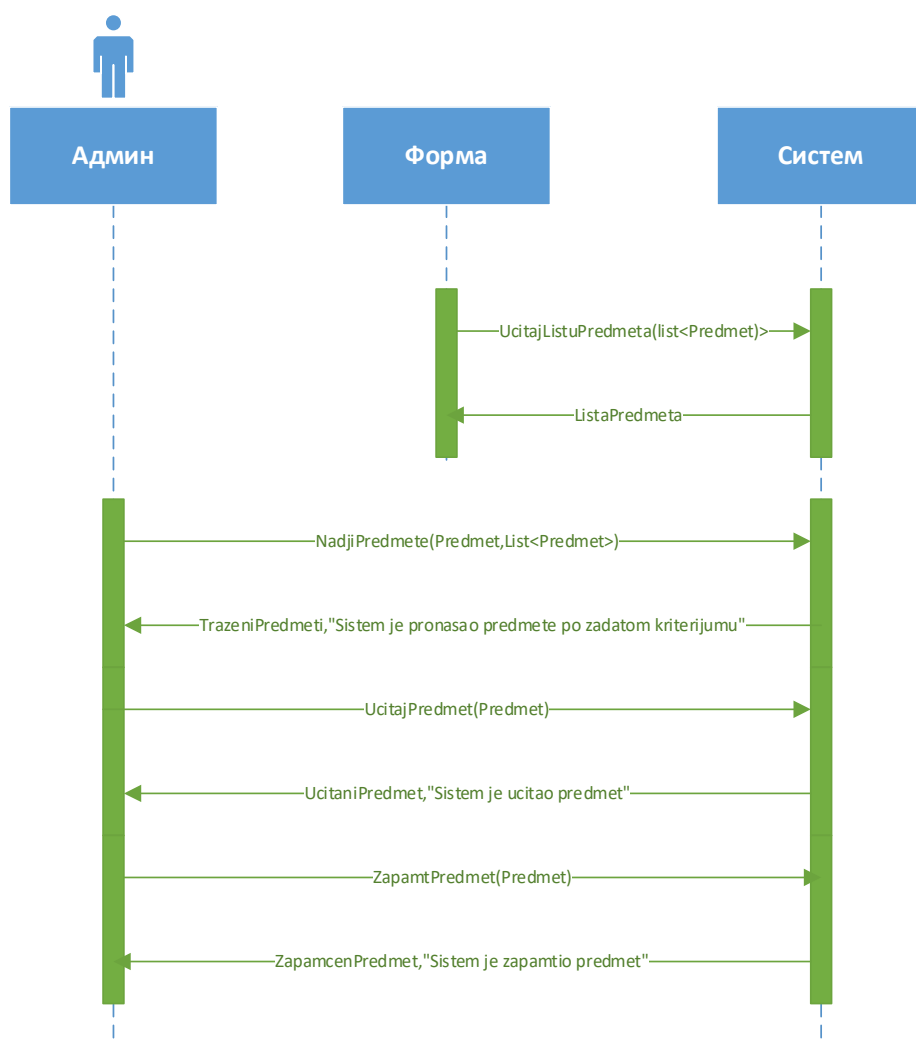 Админ
Форма
Систем
UcitajListuPredmeta(list<Predmet)>
ListaPredmeta
NadjiPredmete(Predmet,List<Predmet>)
TrazeniPredmeti,"Sistem je pronasao predmete po zadatom kriterijumu"
UcitajPredmet(Predmet)
UcitaniPredmet,"Sistem je ucitao predmet"
ZapamtPredmet(Predmet)
ZapamcenPredmet,"Sistem je zapamtio predmet"